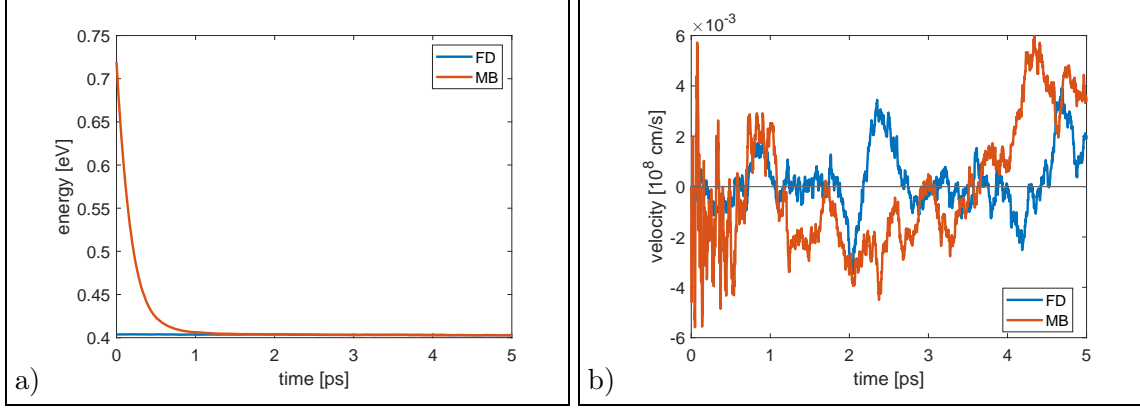 0.75
0.7
0.65
0.6
0.55
0.5
0.45
0.4
energy [eV]
0 1 2 3 4 5
time [ps]
FD
MB
a)
×10-3
6
4
2
0
-2
-4
-6
velocity [108 cm/s]
0 1 2 3 4 5
time [ps]
FD
MB
b)